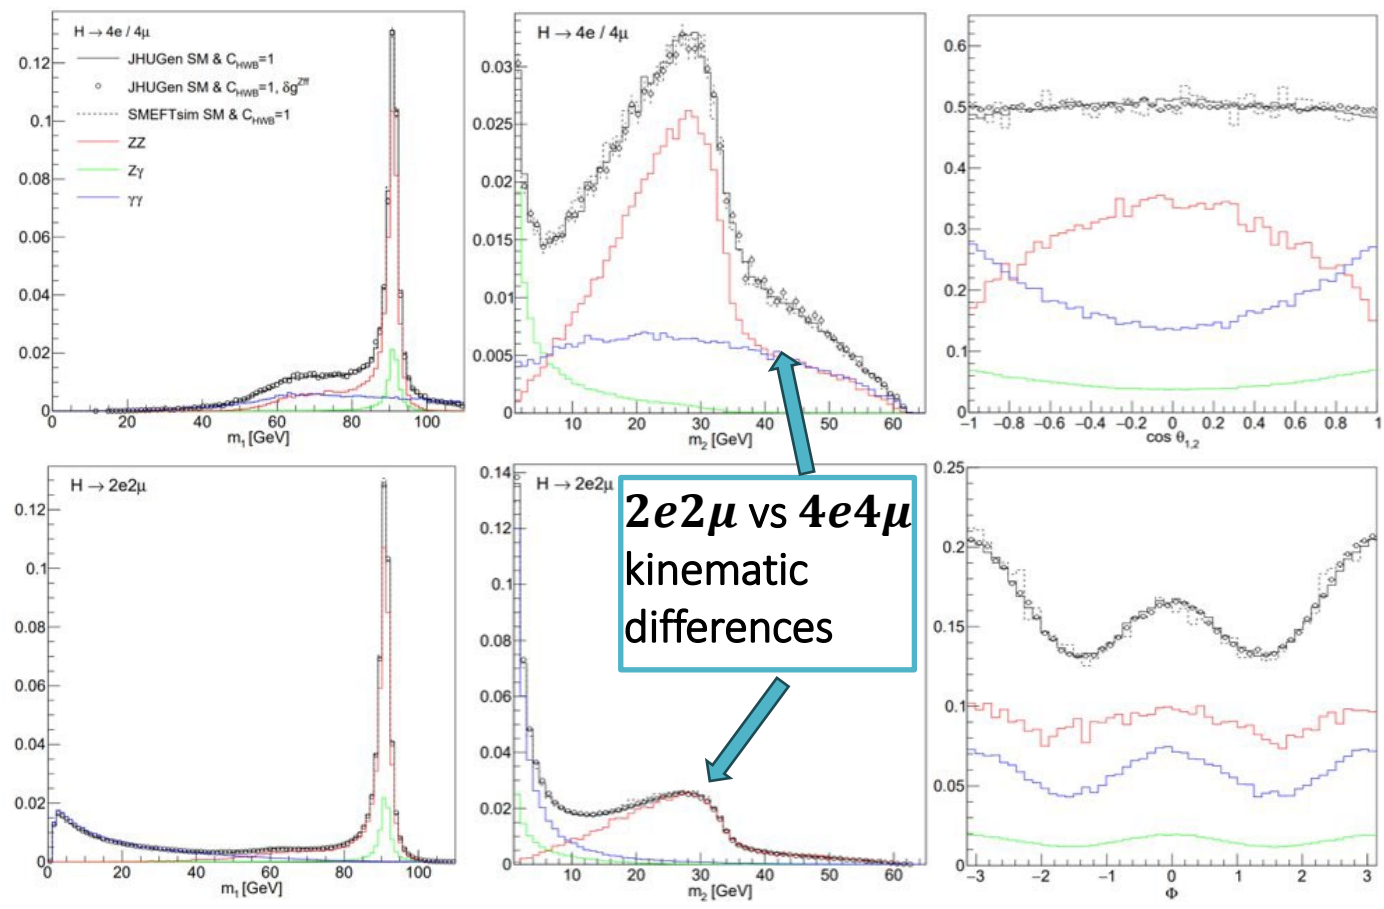 H → 4e / 4μ
JHUGen SM & C_HWB=1
JHUGen SM & C_HWB=1, δg^Zff
SMEFTsim SM & C_HWB=1
ZZ
Zγ
γγ
0.12
0.1
0.08
0.06
0.04
0.02
0
20 40 60 80 100
m₁ [GeV]
H → 4e / 4μ
0.03
0.025
0.02
0.015
0.01
0.005
0
10 20 30 40 50 60
m₂ [GeV]
0.6
0.5
0.4
0.3
0.2
0.1
0
−1 −0.8 −0.6 −0.4 −0.2 0 0.2 0.4 0.6 0.8 1
cos θ₁,₂
H → 2e2μ
0.12
0.1
0.08
0.06
0.04
0.02
0
0 20 40 60 80 100
m₁ [GeV]
H → 2e2μ
0.14
0.12
0.1
0.08
0.06
0.04
0.02
0
10 20 30 40 50 60
m₂ [GeV]
2e2μ vs 4e4μ
kinematic
differences
0.25
0.2
0.15
0.1
0.05
0
−3 −2 −1 0 1 2 3
Φ